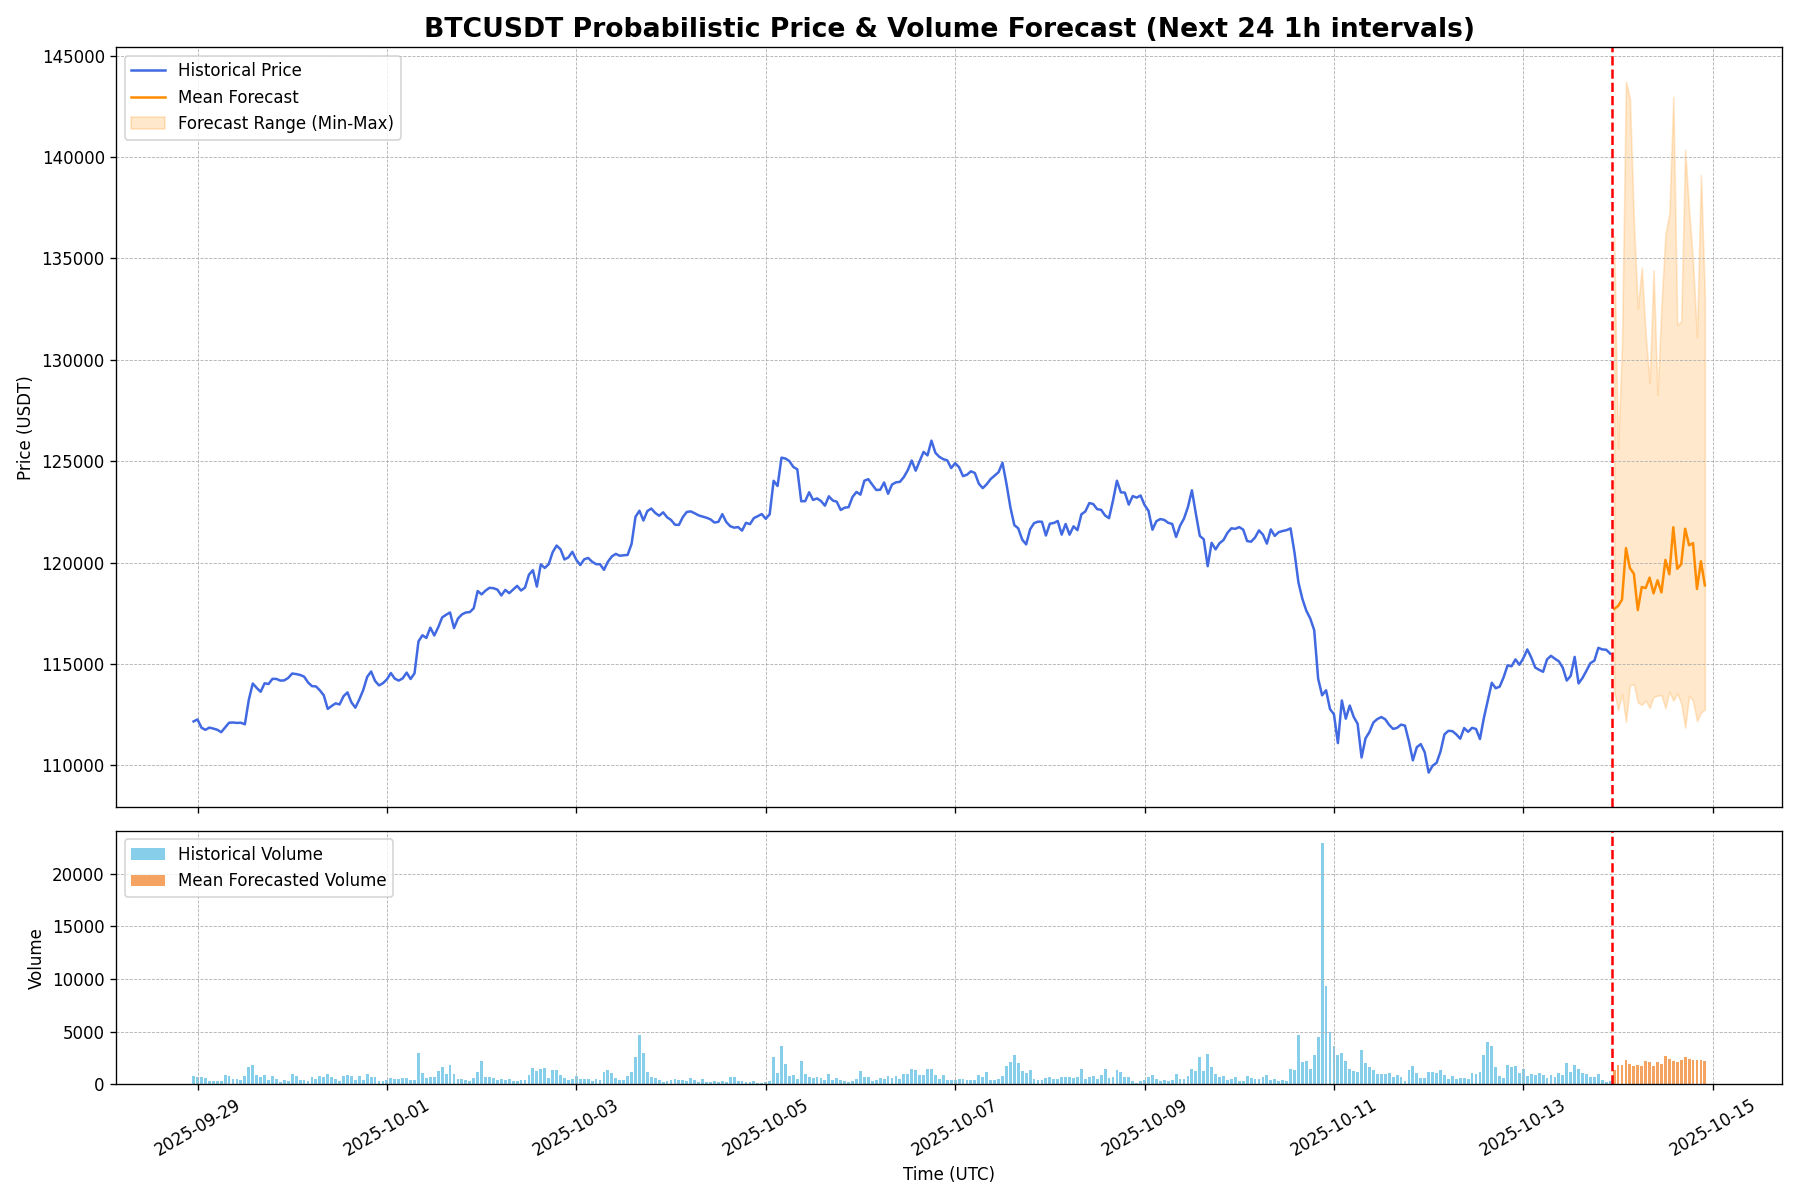 BTCUSDT Probabilistic Price & Volume Forecast (Next 24 1h intervals)
Historical Price
Mean Forecast
Forecast Range (Min-Max)
Price (USDT)
145000
140000
135000
130000
125000
120000
115000
110000
Historical Volume
Mean Forecasted Volume
Volume
20000
15000
10000
5000
0
2025-09-29
2025-10-01
2025-10-03
2025-10-05
2025-10-07
2025-10-09
2025-10-11
2025-10-13
2025-10-15
Time (UTC)